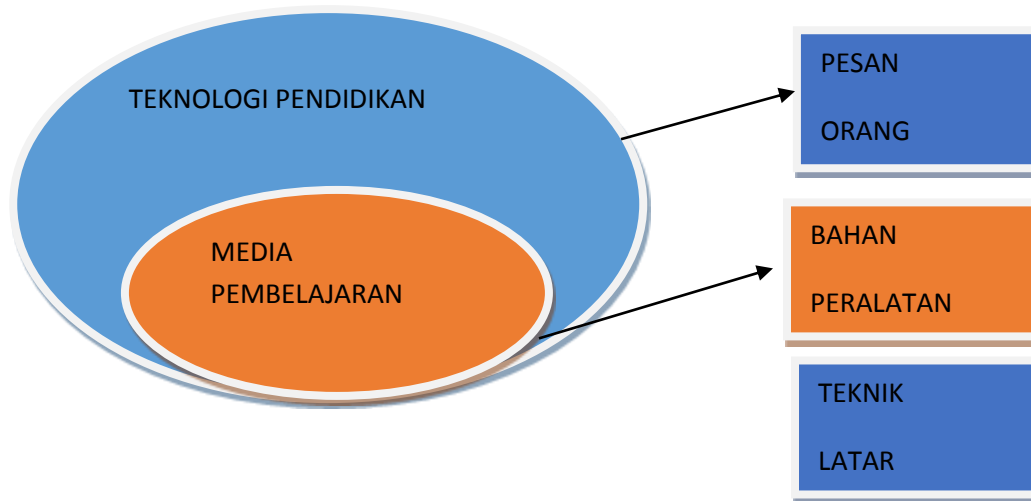 TEKNOLOGI PENDIDIKAN
MEDIA
PEMBELAJARAN
PESAN
ORANG
BAHAN
PERALATAN
TEKNIK
LATAR